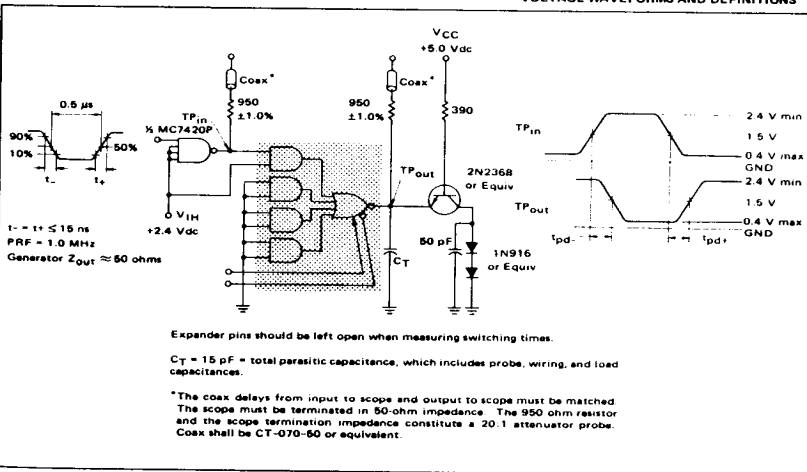 VOLTAGE WAVEFORMS AND DEFINITIONS
VCC
+5.0 Vdc
Coax*
Coax*
0.5 µs
950
±1.0%
950
±1.0%
390
TPin
½ MC7420P
90%
10%
50%
t-
t+
TPin
2.4 V min
1.5 V
0.4 V max
GND
TPout
2N2368
or Equiv
TPout
2.4 V min
1.5 V
0.4 V max
GND
tpd-
tpd+
VIH
+2.4 Vdc
t- = t+ ≤ 15 ns
PRF = 1.0 MHz
Generator Zout ≈ 50 ohms
CT
50 pF
1N916
or Equiv
Expander pins should be left open when measuring switching times.
CT = 15 pF = total parasitic capacitance, which includes probe, wiring, and load
capacitances.
*The coax delays from input to scope and output to scope must be matched.
The scope must be terminated in 50-ohm impedance. The 950 ohm resistor
and the scope termination impedance constitute a 20:1 attenuator probe.
Coax shall be CT-070-50 or equivalent.